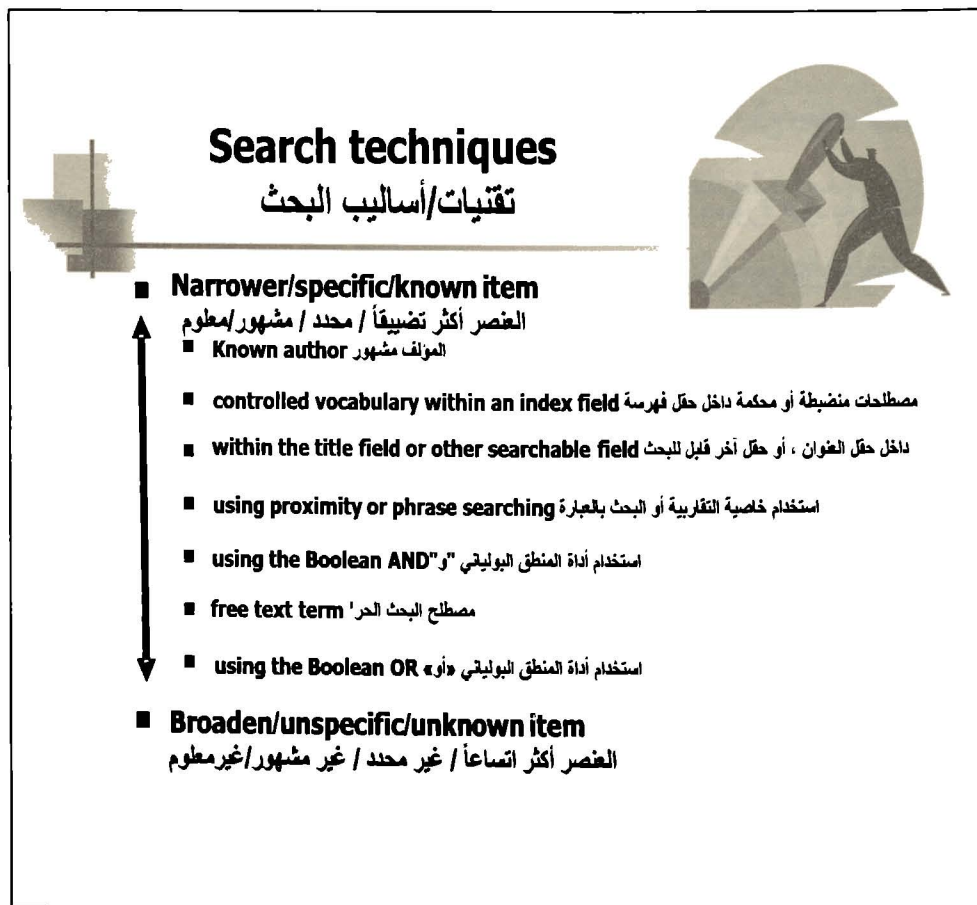 Search techniques
تقنيات/أساليب البحث
Narrower/specific/known item
العنصر أكثر تضييقاً / محدد / مشهور/معلوم
Known author المؤلف مشهور
controlled vocabulary within an index field مصطلحات منضبطة أو محكمة داخل حقل فهرسة
within the title field or other searchable field داخل حقل العنوان ، أو حقل آخر قابل للبحث
using proximity or phrase searching استخدام خاصية التقاربية أو البحث بالعبارة
using the Boolean AND استخدام أداة المنطق البولياني "و"
free text term' مصطلح البحث الحر
using the Boolean OR استخدام أداة المنطق البولياني «أو»
Broaden/unspecific/unknown item
العنصر أكثر اتساعاً / غير محدد / غير مشهور/غيرمعلوم